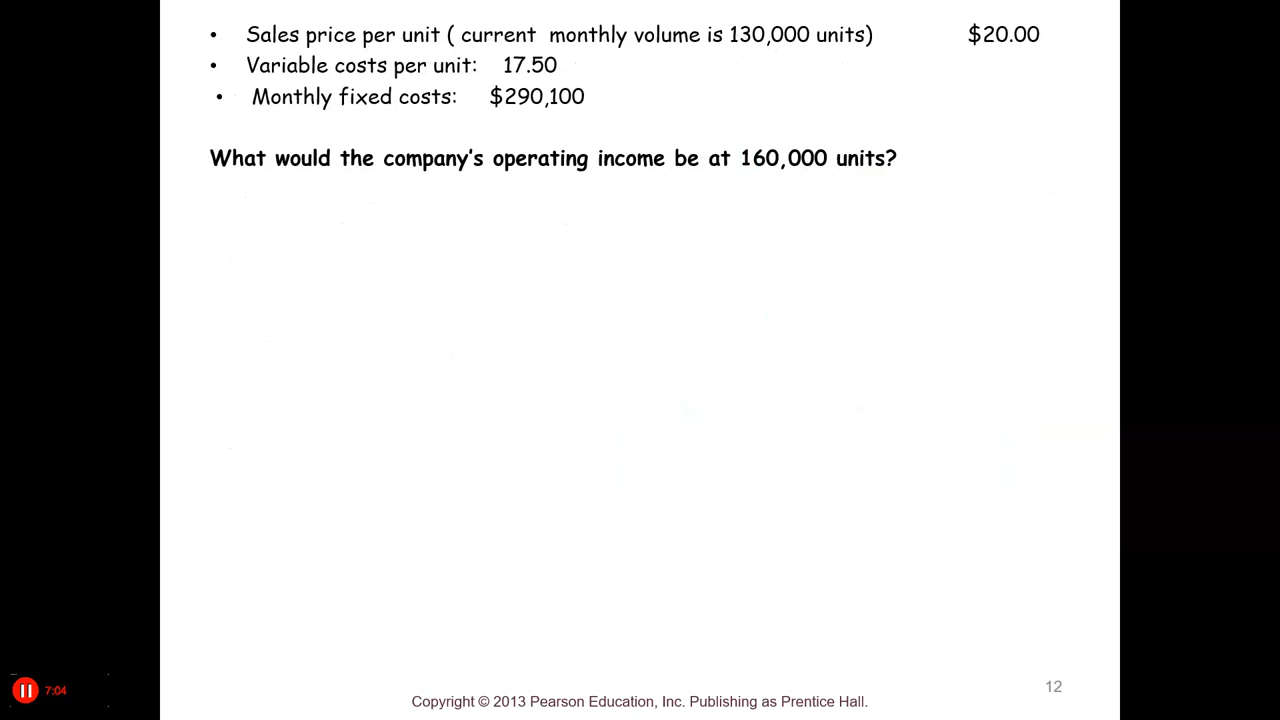 • Sales price per unit ( current monthly volume is 130,000 units) $20.00
• Variable costs per unit: 17.50
• Monthly fixed costs: $290,100
What would the company's operating income be at 160,000 units?
12
7:04
Copyright © 2013 Pearson Education, Inc. Publishing as Prentice Hall.